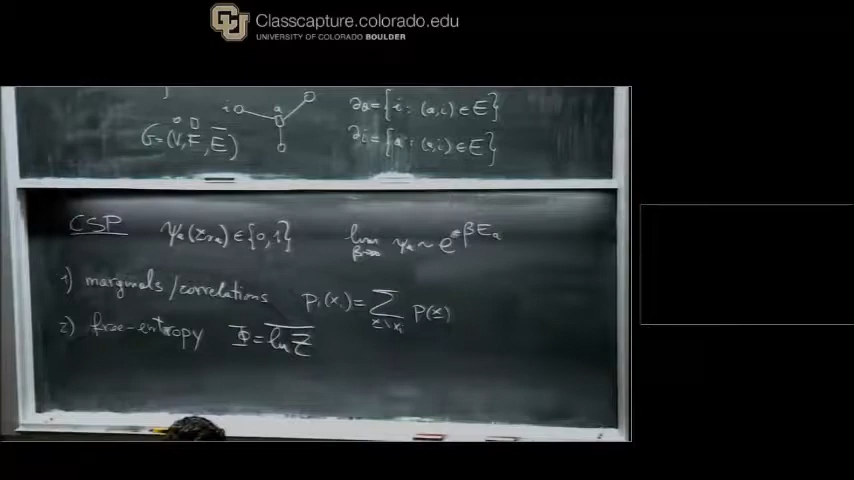 Classcapture.colorado.edu
UNIVERSITY OF COLORADO BOULDER
i a ∂a={i : (a,i) ∈ E}
G=(V,F,E) ∂i={a : (a,i) ∈ E}
CSP ψₐ(x_∂a) ∈ {0,1} lim β→∞ ψₐ ~ e^{-βEₐ}
1) marginals/correlations pᵢ(xᵢ) = ∑_{x\xᵢ} P(x)
2) free-entropy Φ = ln Z